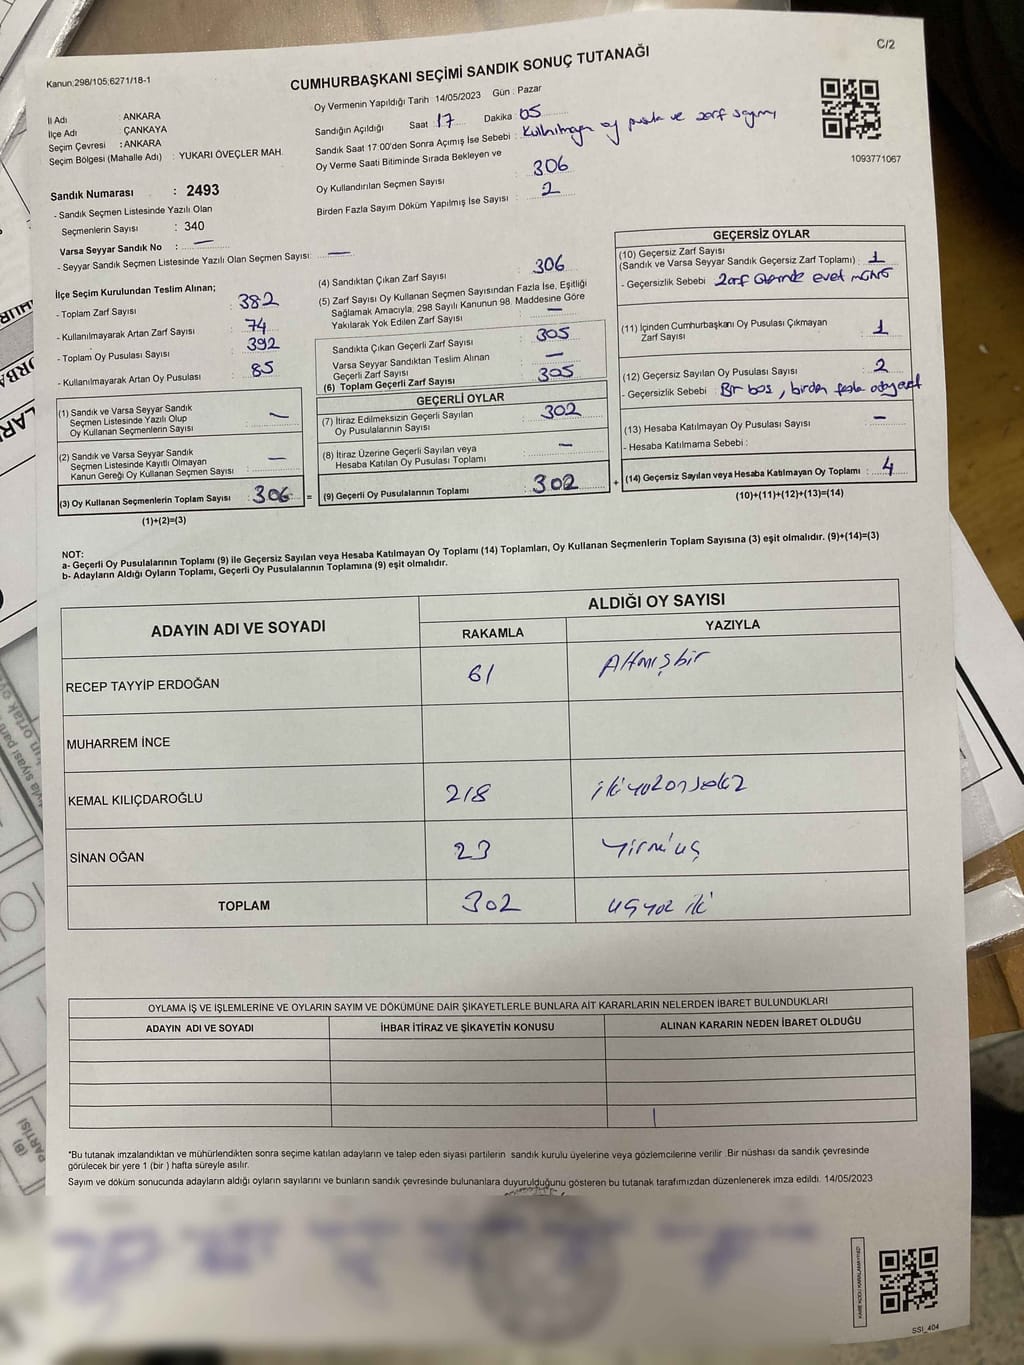 C/2
Kanun:298/105;6271/18-1
CUMHURBAŞKANI SEÇİMİ SANDIK SONUÇ TUTANAĞI
İl Adı : ANKARA
İlçe Adı : ÇANKAYA
Seçim Çevresi : ANKARA
Seçim Bölgesi (Mahalle Adı) : YUKARI ÖVEÇLER MAH.
Oy Vermenin Yapıldığı Tarih 14/05/2023 Gün : Pazar
Sandığın Açıldığı Saat 17 Dakika 05
Sandık Saat 17:00'den Sonra Açımış İse Sebebi : Kullnılmayan oy pusula ve zarf sayımı
Oy Verme Saati Bitiminde Sırada Bekleyen ve
Oy Kullandırılan Seçmen Sayısı : 306
Birden Fazla Sayım Döküm Yapılmış İse Sayısı : 2
1093771067
Sandık Numarası : 2493
- Sandık Seçmen Listesinde Yazılı Olan
Seçmenlerin Sayısı : 340
Varsa Seyyar Sandık No : —
- Seyyar Sandık Seçmen Listesinde Yazılı Olan Seçmen Sayısı: —
İlçe Seçim Kurulundan Teslim Alınan;
- Toplam Zarf Sayısı : 382
- Kullanılmayarak Artan Zarf Sayısı : 74
- Toplam Oy Pusulası Sayısı : 392
- Kullanılmayarak Artan Oy Pusulası : 85
(1) Sandık ve Varsa Seyyar Sandık
Seçmen Listesinde Yazılı Olup
Oy Kullanan Seçmenlerin Sayısı : —
(2) Sandık ve Varsa Seyyar Sandık
Seçmen Listesinde Kayıtlı Olmayan
Kanun Gereği Oy Kullanan Seçmen Sayısı : —
(3) Oy Kullanan Seçmenlerin Toplam Sayısı : 306 =
(1)+(2)=(3)
(4) Sandıktan Çıkan Zarf Sayısı : 306
(5) Zarf Sayısı Oy Kullanan Seçmen Sayısından Fazla İse, Eşitliği
Sağlamak Amacıyla, 298 Sayılı Kanunun 98. Maddesine Göre
Yakılarak Yok Edilen Zarf Sayısı : —
Sandıkta Çıkan Geçerli Zarf Sayısı : 305
Varsa Seyyar Sandıktan Teslim Alınan
Geçerli Zarf Sayısı : —
(6) Toplam Geçerli Zarf Sayısı : 305
GEÇERLİ OYLAR
(7) İtiraz Edilmeksizin Geçerli Sayılan
Oy Pusulalarının Sayısı : 302
(8) İtiraz Üzerine Geçerli Sayılan veya
Hesaba Katılan Oy Pusulası Toplamı : —
(9) Geçerli Oy Pusulalarının Toplamı : 302 +
GEÇERSİZ OYLAR
(10) Geçersiz Zarf Sayısı
(Sandık ve Varsa Seyyar Sandık Geçersiz Zarf Toplamı) : 1
- Geçersizlik Sebebi : Zarf evet
(11) İçinden Cumhurbaşkanı Oy Pusulası Çıkmayan
Zarf Sayısı : 1
(12) Geçersiz Sayılan Oy Pusulası Sayısı : 2
- Geçersizlik Sebebi : Bir boş, birden fazla
(13) Hesaba Katılmayan Oy Pusulası Sayısı : —
- Hesaba Katılmama Sebebi :
(14) Geçersiz Sayılan veya Hesaba Katılmayan Oy Toplamı : 4
(10)+(11)+(12)+(13)=(14)
NOT:
a- Geçerli Oy Pusulalarının Toplamı (9) ile Geçersiz Sayılan veya Hesaba Katılmayan Oy Toplamı (14) Toplamları, Oy Kullanan Seçmenlerin Toplam Sayısına (3) eşit olmalıdır. (9)+(14)=(3)
b- Adayların Aldığı Oyların Toplamı, Geçerli Oy Pusulalarının Toplamına (9) eşit olmalıdır.
ADAYIN ADI VE SOYADI ALDIĞI OY SAYISI
RAKAMLA YAZIYLA
RECEP TAYYİP ERDOĞAN 61 Altmışbir
MUHARREM İNCE
KEMAL KILIÇDAROĞLU 218 ikiyüzonsekiz
SİNAN OĞAN 23 Yirmiüç
TOPLAM 302 üçyüz iki
OYLAMA İŞ VE İŞLEMLERİNE VE OYLARIN SAYIM VE DÖKÜMÜNE DAİR ŞİKAYETLERLE BUNLARA AİT KARARLARIN NELERDEN İBARET BULUNDUKLARI
ADAYIN ADI VE SOYADI İHBAR İTİRAZ VE ŞİKAYETİN KONUSU ALINAN KARARIN NEDEN İBARET OLDUĞU
*Bu tutanak imzalandıktan ve mühürlendikten sonra seçime katılan adayların ve talep eden siyasi partilerin sandık kurulu üyelerine veya gözlemcilerine verilir .Bir nüshası da sandık çevresinde
görülecek bir yere 1 (bir ) hafta süreyle asılır.
Sayım ve döküm sonucunda adayların aldığı oyların sayılarını ve bunların sandık çevresinde bulunanlara duyurulduğunu gösteren bu tutanak tarafımızdan düzenlenerek imza edildi. 14/05/2023
KARE KODU KARALAMAYINIZ!
SSI_404
(B)
PARTİSİ